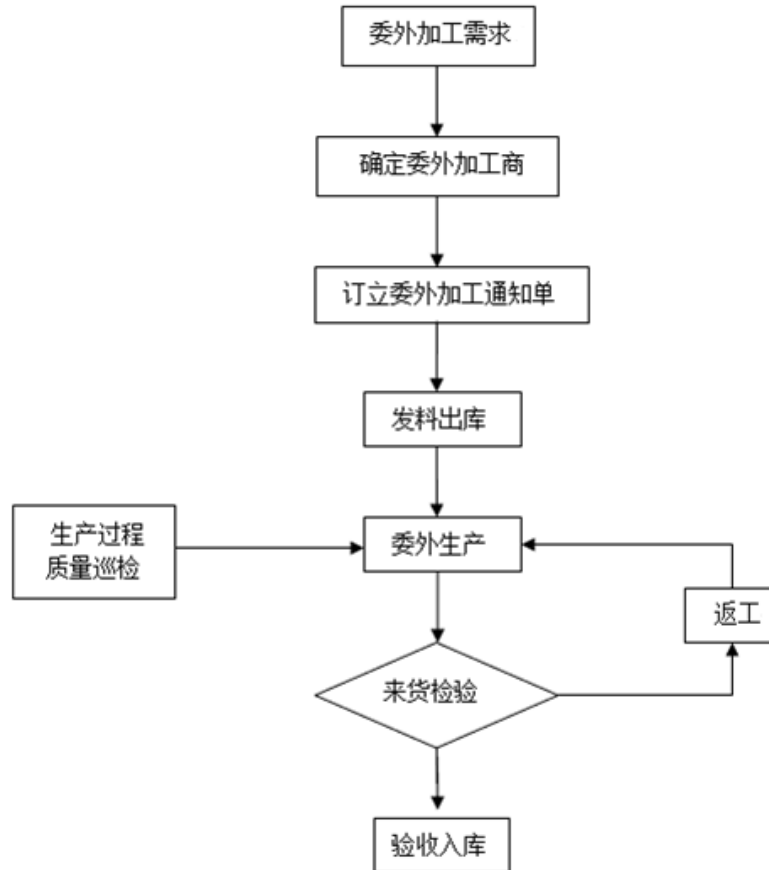 委外加工需求
确定委外加工商
订立委外加工通知单
发料出库
生产过程
质量巡检
委外生产
返工
来货检验
验收入库